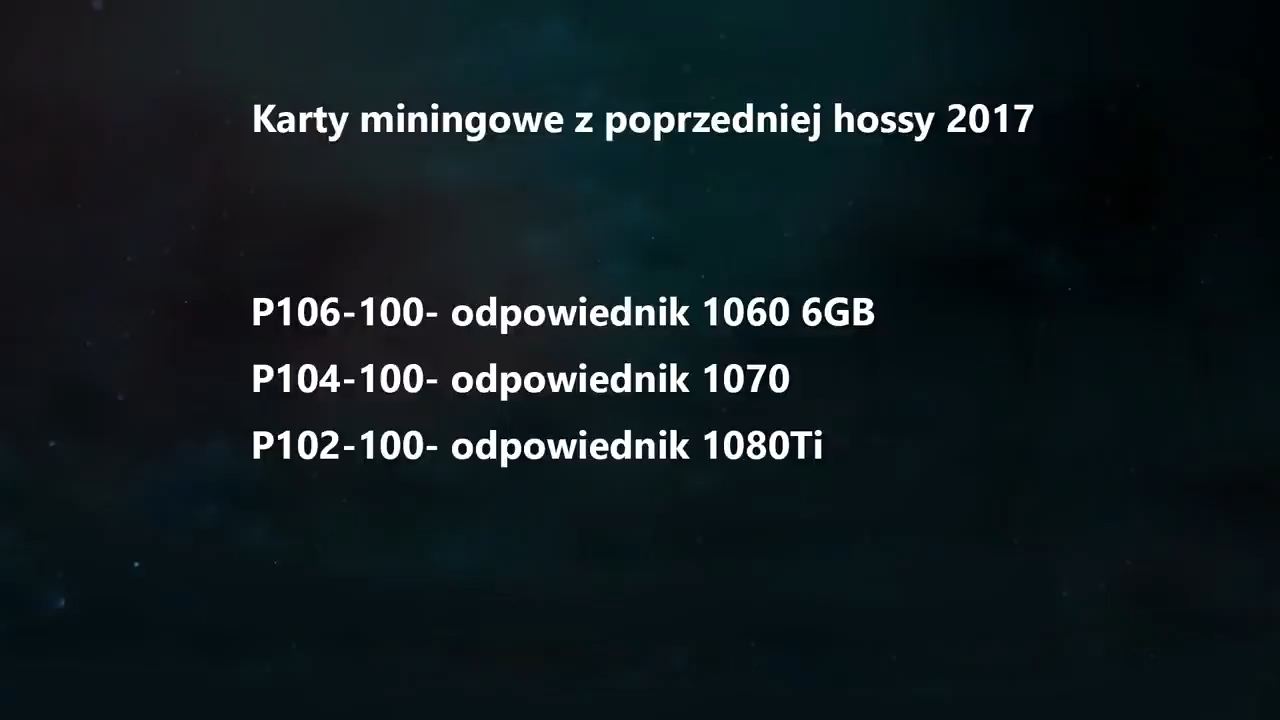 Karty miningowe z poprzedniej hossy 2017
P106-100- odpowiednik 1060 6GB
P104-100- odpowiednik 1070
P102-100- odpowiednik 1080Ti